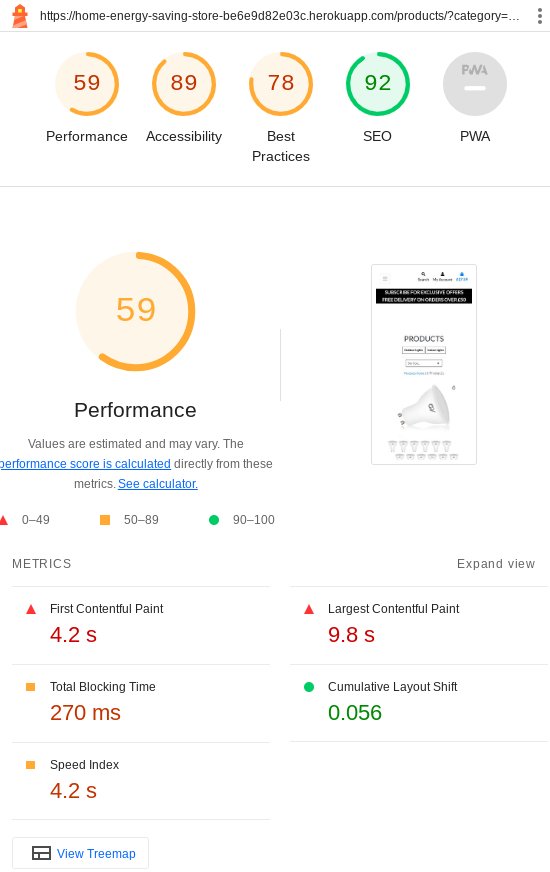 https://home-energy-saving-store-be6e9d82e03c.herokuapp.com/products/?category=…
59
89
78
92
PWA
Performance
Accessibility
Best
Practices
SEO
PWA
59
Performance
Values are estimated and may vary. The
performance score is calculated directly from these
metrics. See calculator.
0–49
50–89
90–100
SUBSCRIBE FOR EXCLUSIVE OFFERS
FREE DELIVERY ON ORDERS OVER £50
PRODUCTS
METRICS
Expand view
First Contentful Paint
4.2 s
Largest Contentful Paint
9.8 s
Total Blocking Time
270 ms
Cumulative Layout Shift
0.056
Speed Index
4.2 s
View Treemap